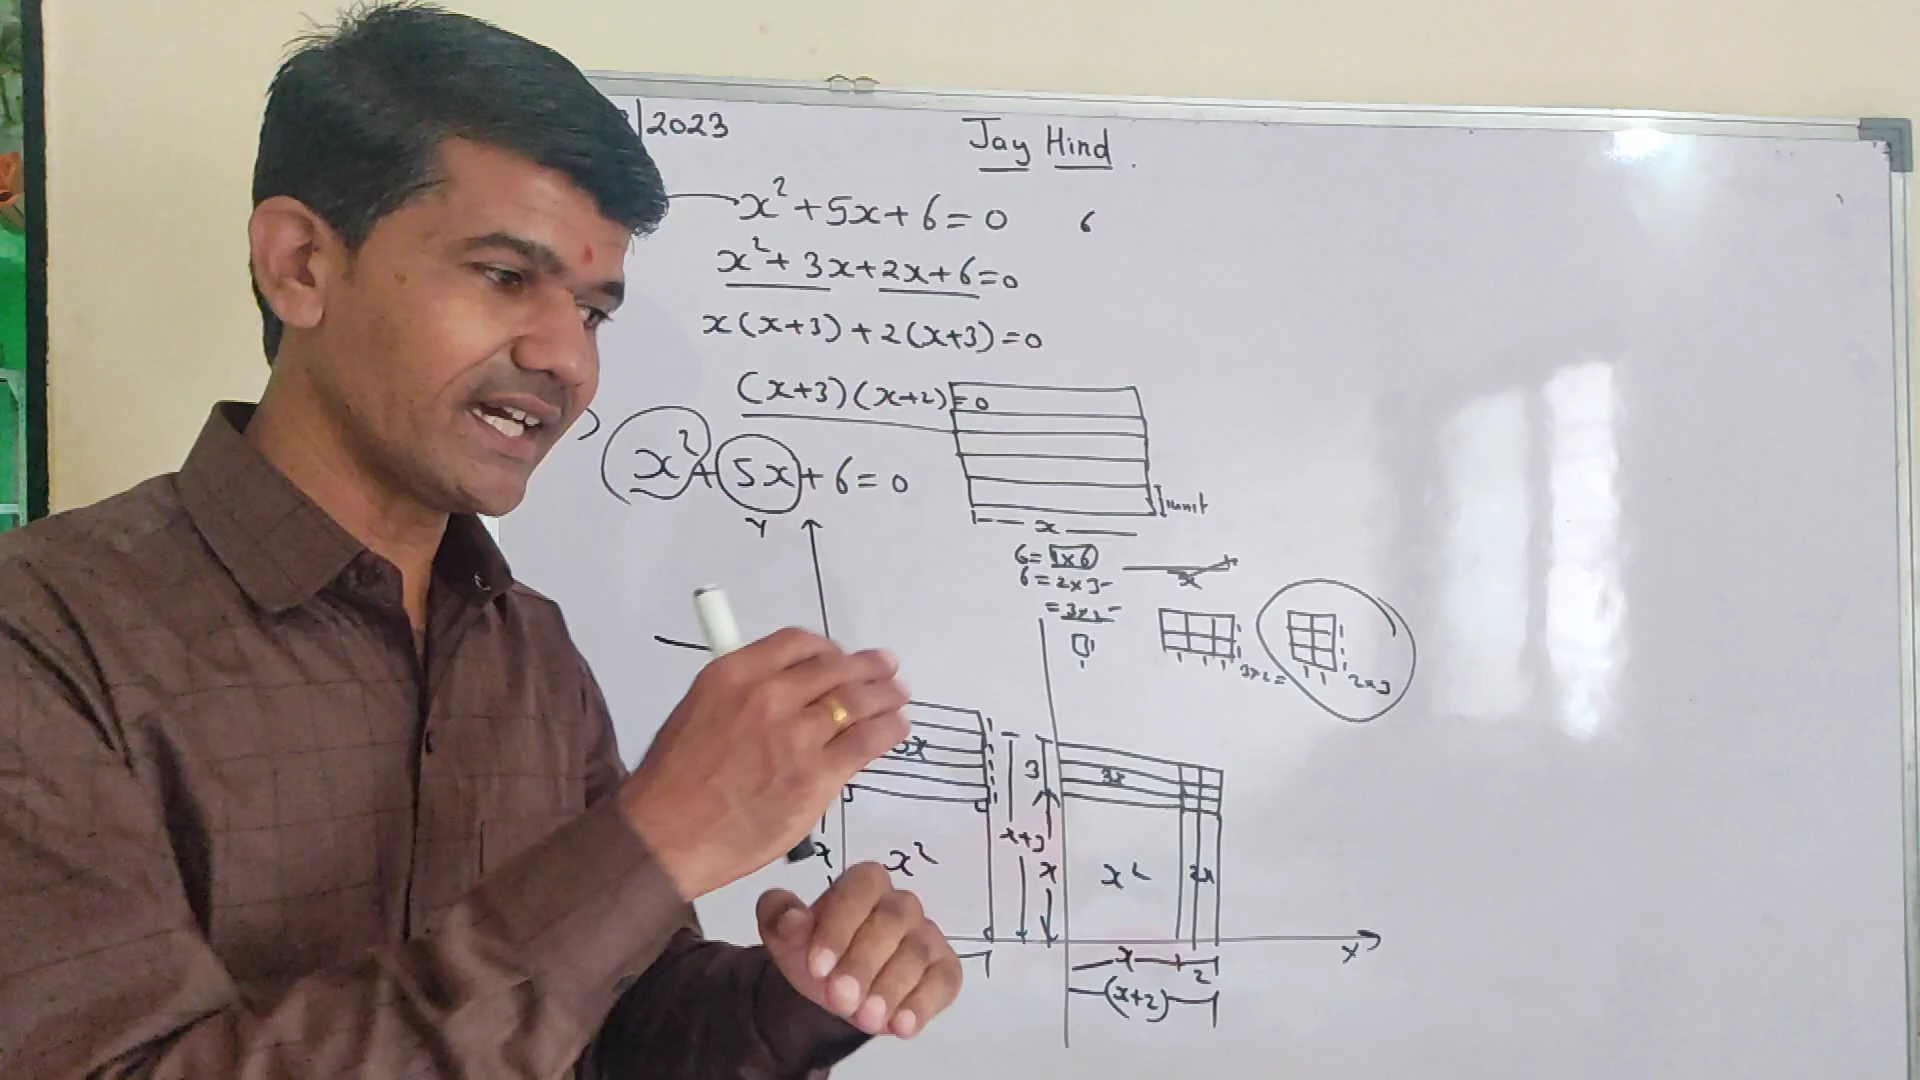 /2023
Jay Hind.
x²+5x+6=0 6
x²+3x+2x+6=0
x(x+3)+2(x+3)=0
(x+3)(x+2)=0
x²+5x+6=0
1unit
x
Y
6=1x6
6=2x3
=3x2
x
3x2=
2x3
5x
3
3x
x+3
x
x²
x
x²
2x
x
2
(x+2)
X